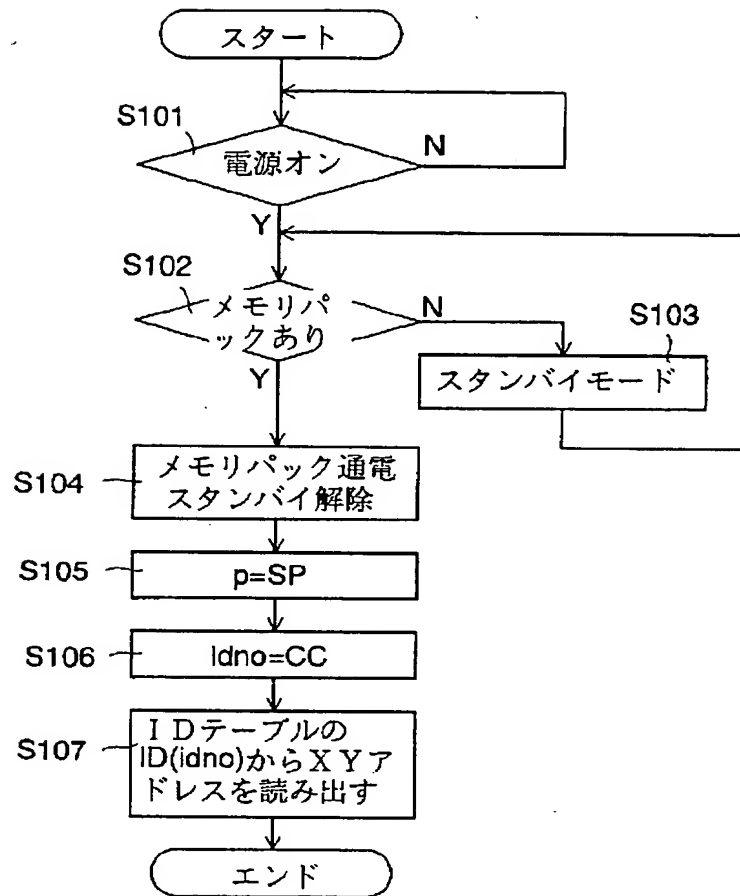 スタート
S101
電源オン
N
Y
S102
メモリパ
ックあり
N
Y
S103
スタンバイモード
S104
メモリパック通電
スタンバイ解除
S105
p=SP
S106
Idno=CC
S107
ＩＤテーブルの
ID(idno)からＸＹア
ドレスを読み出す
エンド